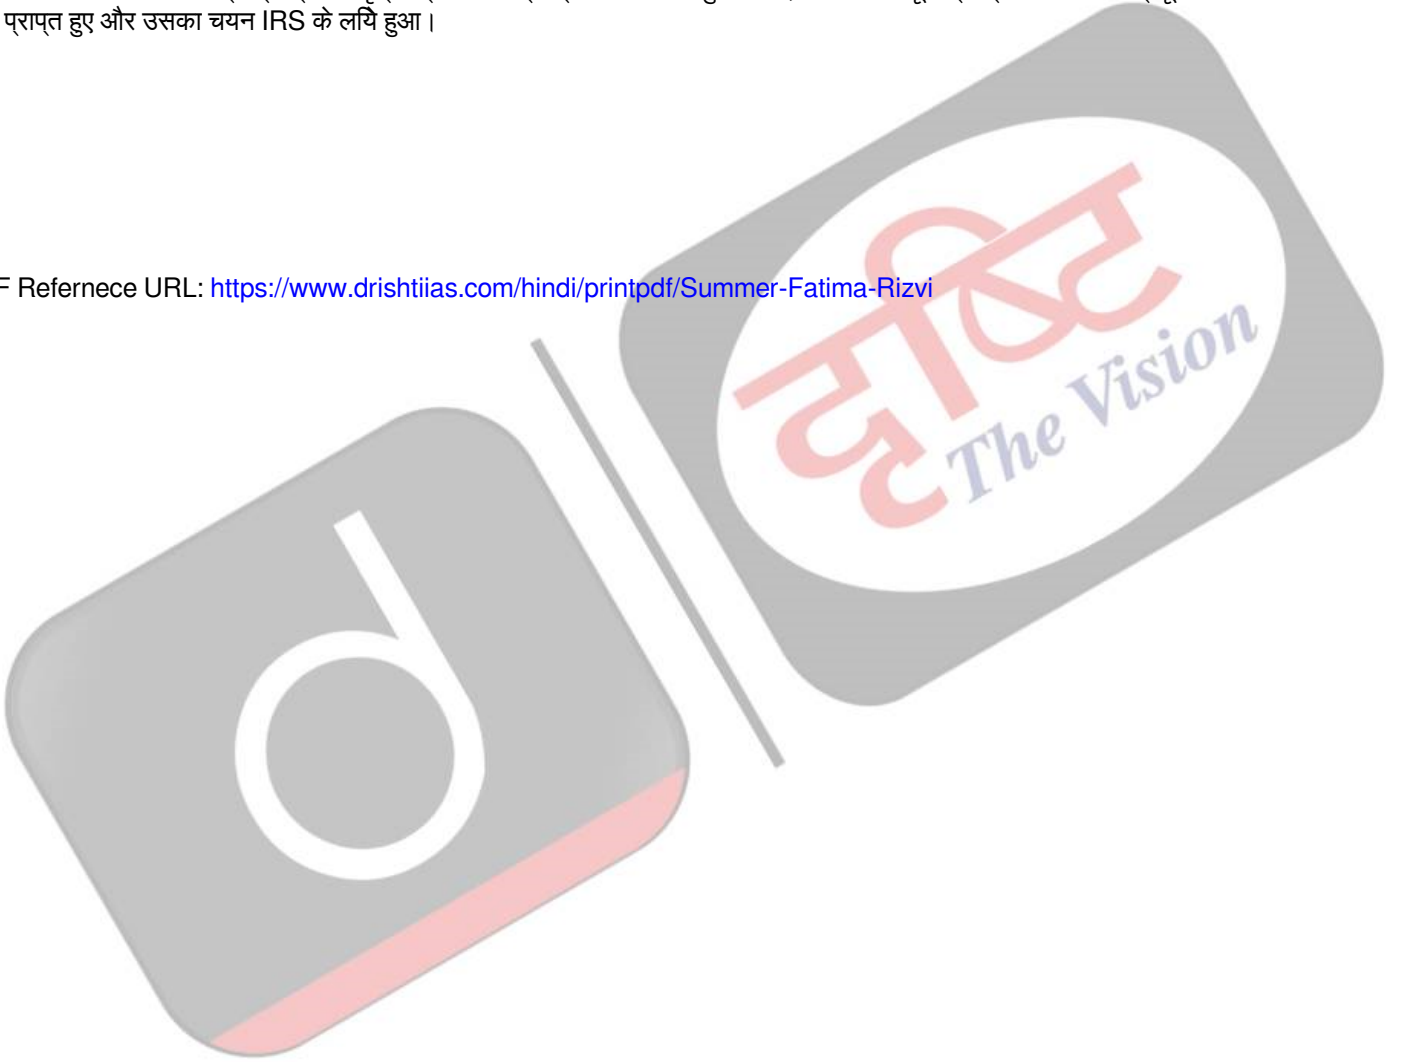 प्राप्त हुए और उसका चयन IRS के लिये हुआ।
F Refernece URL: https://www.drishtiias.com/hindi/printpdf/Summer-Fatima-Rizvi
दृष्टि
The Vision
d